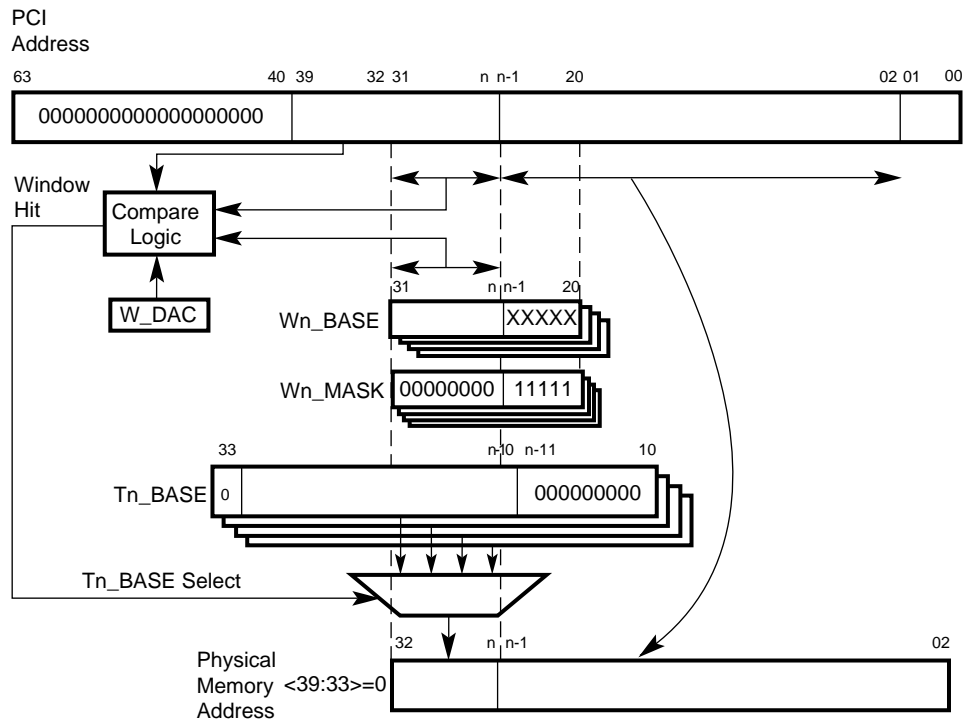 PCI
Address
63 40 39 32 31 n n-1 20 02 01 00
0000000000000000000
Window
Hit
Compare
Logic
W_DAC
31 n n-1 20
Wn_BASE XXXXX
Wn_MASK 00000000 11111
33 n-10 n-11 10
Tn_BASE 0 000000000
Tn_BASE Select
32 n n-1 02
Physical
Memory <39:33>=0
Address